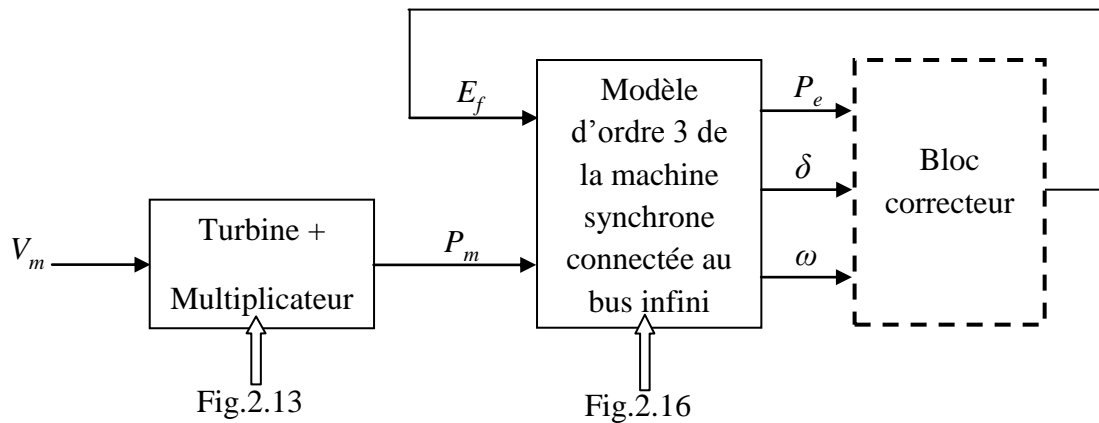 E_f
Modèle
d'ordre 3 de
la machine
synchrone
connectée au
bus infini
P_e
δ
ω
Bloc
correcteur
V_m
Turbine +
Multiplicateur
P_m
Fig.2.13
Fig.2.16